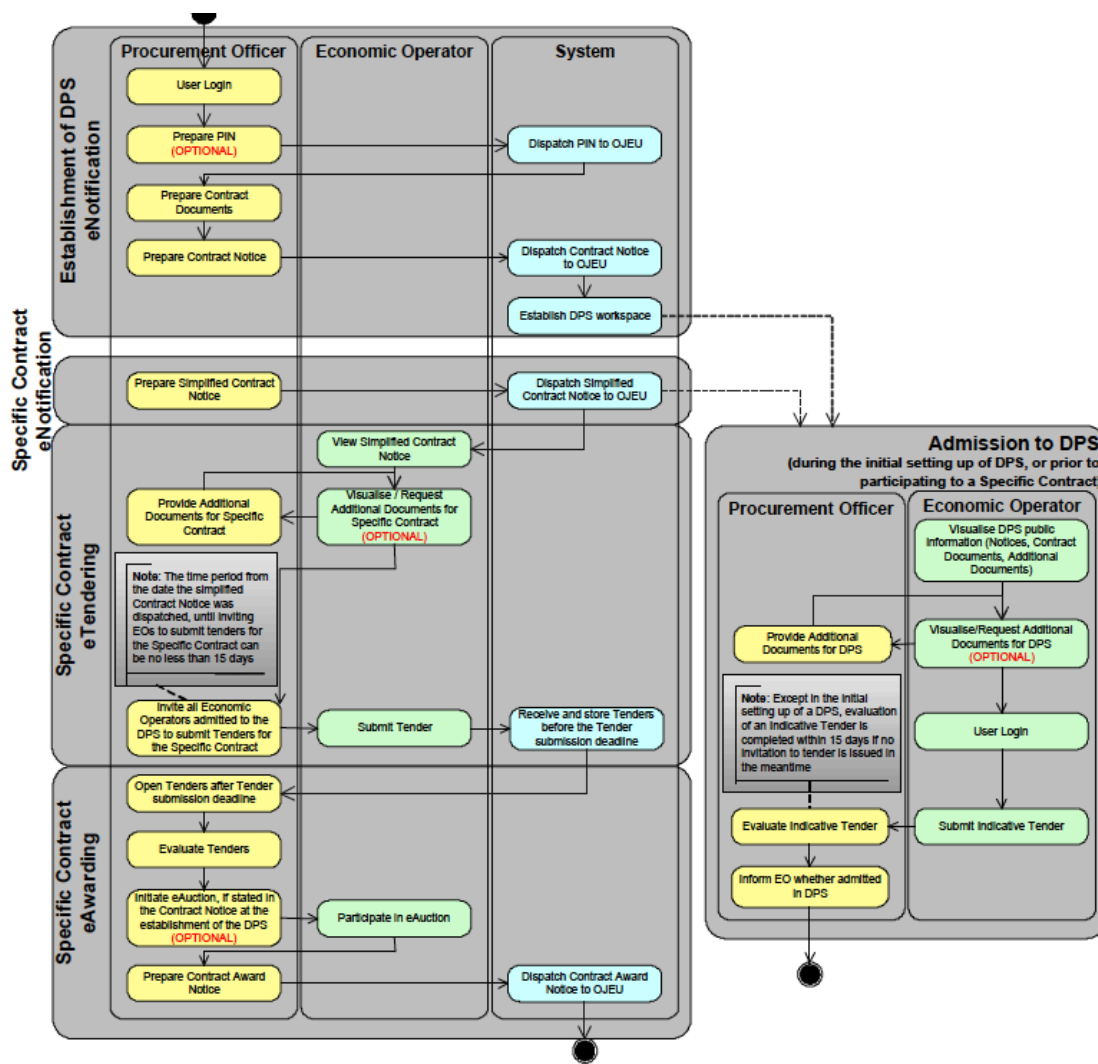 Procurement Officer
Economic Operator
System
Establishment of DPS
eNotification
User Login
Prepare PIN
(OPTIONAL)
Dispatch PIN to OJEU
Prepare Contract
Documents
Prepare Contract Notice
Dispatch Contract Notice
to OJEU
Establish DPS workspace
Specific Contract
eNotification
Prepare Simplified Contract
Notice
Dispatch Simplified
Contract Notice to OJEU
Specific Contract
eTendering
View Simplified Contract
Notice
Provide Additional
Documents for Specific
Contract
Visualise / Request
Additional Documents for
Specific Contract
(OPTIONAL)
Note: The time period from
the date the simplified
Contract Notice was
dispatched, until inviting
EOs to submit tenders for
the Specific Contract can
be no less than 15 days
Invite all Economic
Operators admitted to the
DPS to submit Tenders for
the Specific Contract
Submit Tender
Receive and store Tenders
before the Tender
submission deadline
Specific Contract
eAwarding
Open Tenders after Tender
submission deadline
Evaluate Tenders
Initiate eAuction, if stated in
the Contract Notice at the
establishment of the DPS
(OPTIONAL)
Participate in eAuction
Prepare Contract Award
Notice
Dispatch Contract Award
Notice to OJEU
Admission to DPS
(during the initial setting up of DPS, or prior to
participating to a Specific Contract
Procurement Officer
Economic Operator
Visualise DPS public
information (Notices, Contract
Documents, Additional
Documents)
Provide Additional
Documents for DPS
Visualise/Request Additional
Documents for DPS
(OPTIONAL)
Note: Except in the initial
setting up of a DPS, evaluation
of an Indicative Tender is
completed within 15 days if no
invitation to tender is issued in
the meantime
User Login
Evaluate Indicative Tender
Submit Indicative Tender
Inform EO whether admitted
in DPS